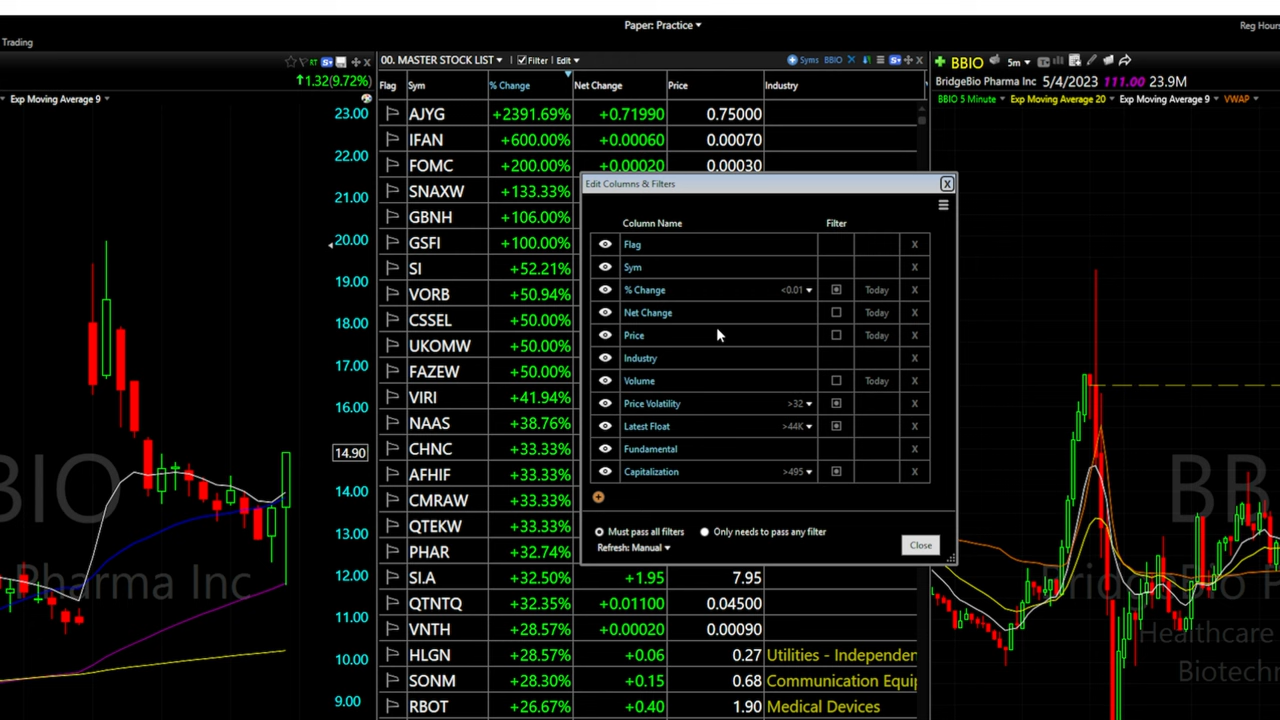 Paper: Practice
Reg Hours
Trading
RT
1.32(9.72%)
Exp Moving Average 9
23.00
22.00
21.00
20.00
19.00
18.00
17.00
16.00
14.90
14.00
13.00
12.00
11.00
10.00
9.00
BIO
Pharma Inc
00. MASTER STOCK LIST
Filter
Edit
Syms
BBIO
Flag Sym % Change Net Change Price Industry
AJYG +2391.69% +0.71990 0.75000
IFAN +600.00% +0.00060 0.00070
FOMC +200.00% +0.00020 0.00030
SNAXW +133.33%
GBNH +106.00%
GSFI +100.00%
SI +52.21%
VORB +50.94%
CSSEL +50.00%
UKOMW +50.00%
FAZEW +50.00%
VIRI +41.94%
NAAS +38.76%
CHNC +33.33%
AFHIF +33.33%
CMRAW +33.33%
QTEKW +33.33%
PHAR +32.74%
SI.A +32.50% +1.95 7.95
QTNTQ +32.35% +0.01100 0.04500
VNTH +28.57% +0.00020 0.00090
HLGN +28.57% +0.06 0.27 Utilities - Independen
SONM +28.30% +0.15 0.68 Communication Equip
RBOT +26.67% +0.40 1.90 Medical Devices
Edit Columns & Filters
X
Column Name Filter
Flag X
Sym X
% Change <0.01 Today X
Net Change Today X
Price Today X
Industry X
Volume Today X
Price Volatility >32 X
Latest Float >44K X
Fundamental X
Capitalization >495 X
Must pass all filters Only needs to pass any filter
Refresh: Manual
Close
BBIO
5m
BridgeBio Pharma Inc 5/4/2023 111.00 23.9M
BBIO 5 Minute Exp Moving Average 20 Exp Moving Average 9 VWAP
BB
ridgeBio P
Healthcare
Biotechn